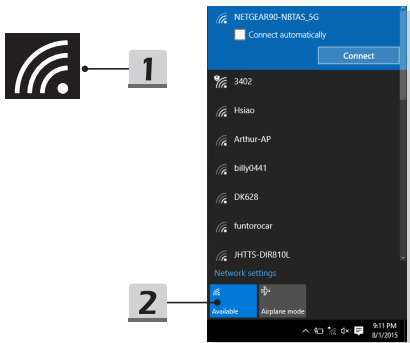 NETGEAR90-NBTAS_5G
Connect automatically
Connect
1
3402
Hsiao
Arthur-AP
billy0441
DK628
funtorocar
JHTTS-DIR810L
Network settings
2
Available
Airplane mode
9:11 PM
8/1/2015